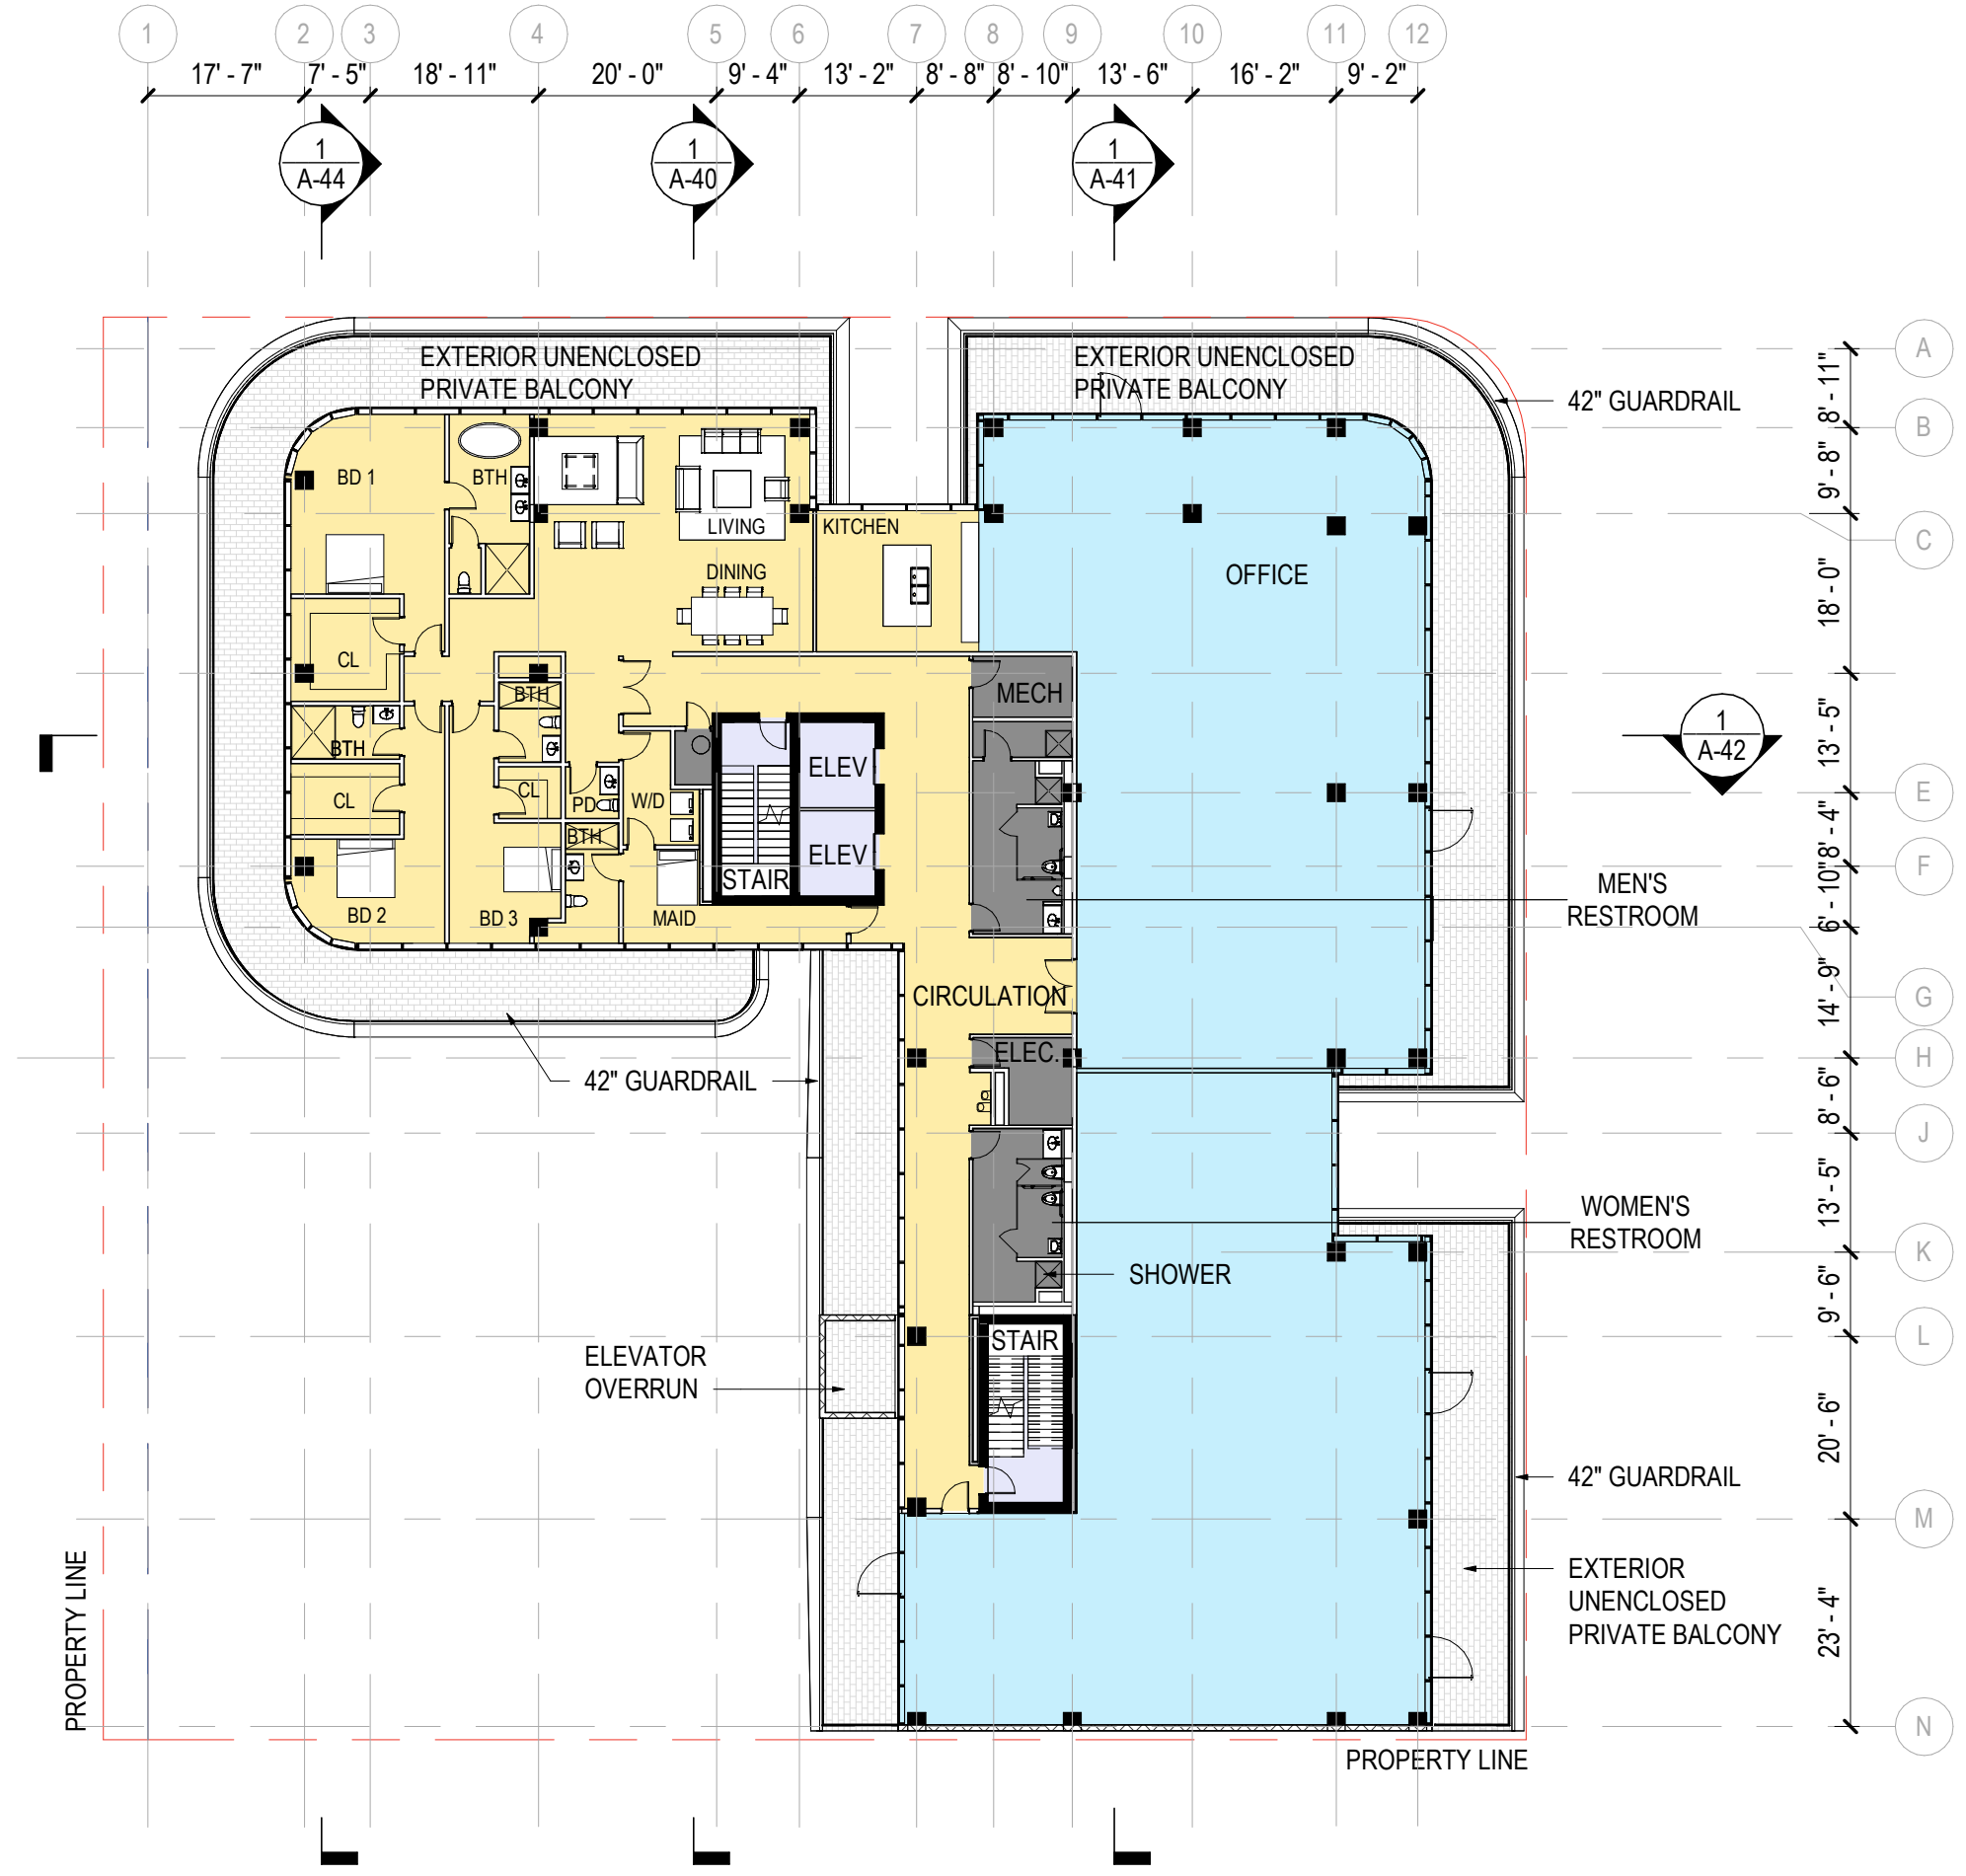 1 2 3 4 5 6 7 8 9 10 11 12
17' - 7" 7' - 5" 18' - 11" 20' - 0" 9' - 4" 13' - 2" 8' - 8" 8' - 10" 13' - 6" 16' - 2" 9' - 2"
1
A-44
1
A-40
1
A-41
EXTERIOR UNENCLOSED
PRIVATE BALCONY
EXTERIOR UNENCLOSED
PRIVATE BALCONY
42" GUARDRAIL
A
8' - 11"
B
9' - 8"
C
18' - 0"
13' - 5"
E
8' - 4"
F
6' - 10"
G
14' - 9"
H
8' - 6"
J
13' - 5"
K
9' - 6"
L
20' - 6"
M
23' - 4"
N
1
A-42
BD 1
BTH
LIVING
KITCHEN
DINING
OFFICE
CL
BTH
MECH
BTH
ELEV
CL
CL
PD
W/D
BTH
ELEV
STAIR
BD 2
BD 3
MAID
MEN'S
RESTROOM
CIRCULATION
ELEC.
42" GUARDRAIL
WOMEN'S
RESTROOM
SHOWER
STAIR
ELEVATOR
OVERRUN
42" GUARDRAIL
EXTERIOR
UNENCLOSED
PRIVATE BALCONY
PROPERTY LINE
PROPERTY LINE